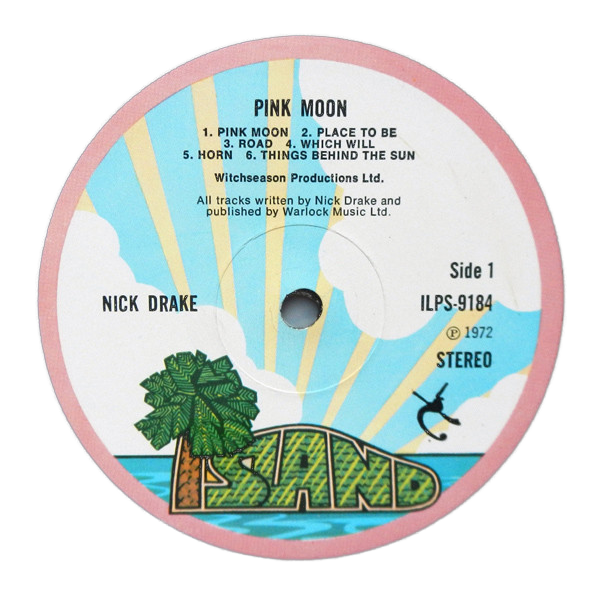 PINK MOON
1. PINK MOON 2. PLACE TO BE
3. ROAD 4. WHICH WILL
5. HORN 6. THINGS BEHIND THE SUN
Witchseason Productions Ltd.
All tracks written by Nick Drake and
published by Warlock Music Ltd.
Side 1
NICK DRAKE
ILPS-9184
Ⓟ 1972
STEREO
ISLAND